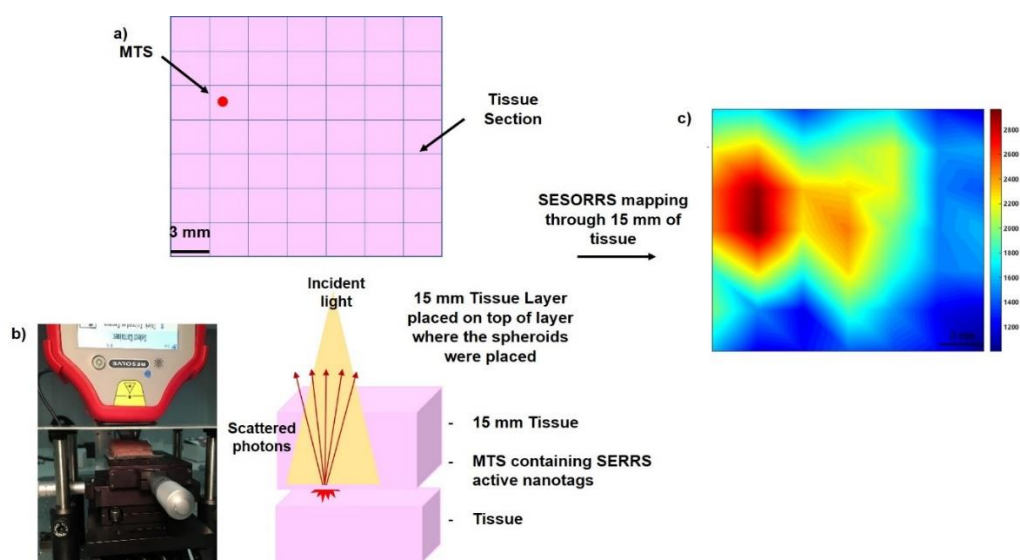 a)
MTS
Tissue
Section
3 mm
SESORRS mapping
through 15 mm of
tissue
c)
2800
2600
2400
2200
2000
1800
1600
1400
1200
b)
RESOLVE
Incident
light
15 mm Tissue Layer
placed on top of layer
where the spheroids
were placed
Scattered
photons
- 15 mm Tissue
- MTS containing SERRS
active nanotags
- Tissue